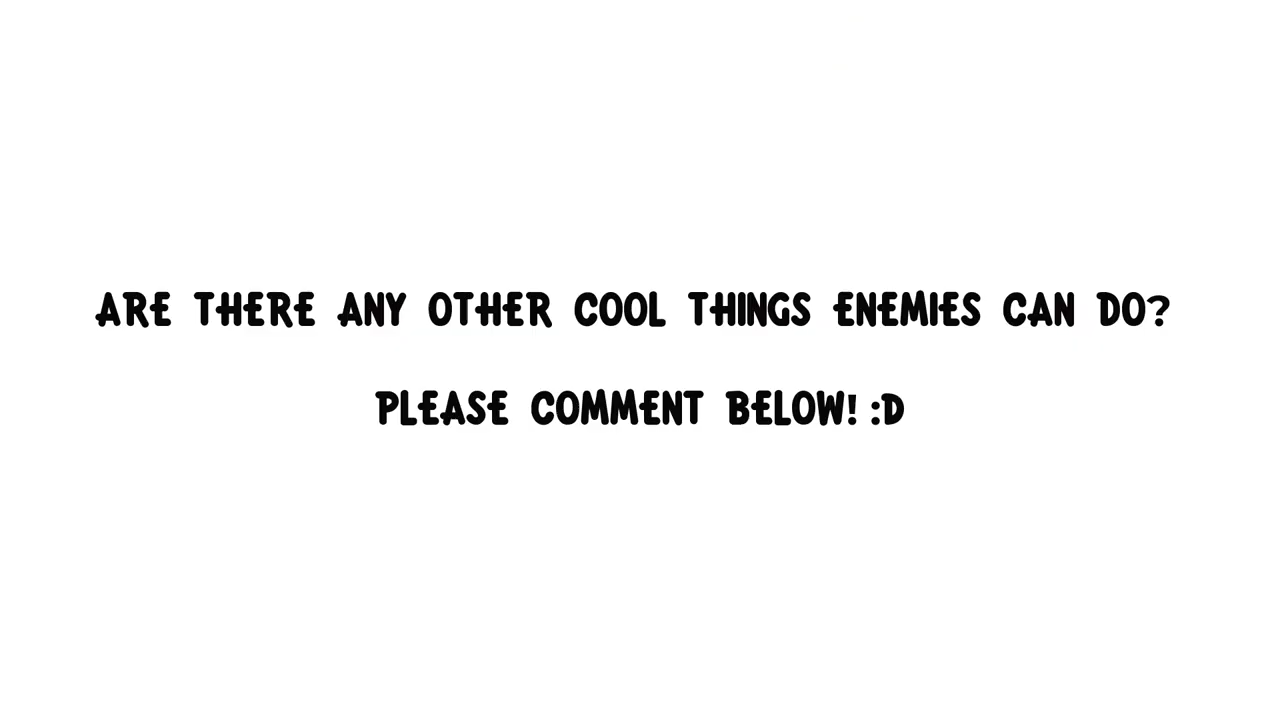 ARE THERE ANY OTHER COOL THINGS ENEMIES CAN DO?
PLEASE COMMENT BELOW! :D